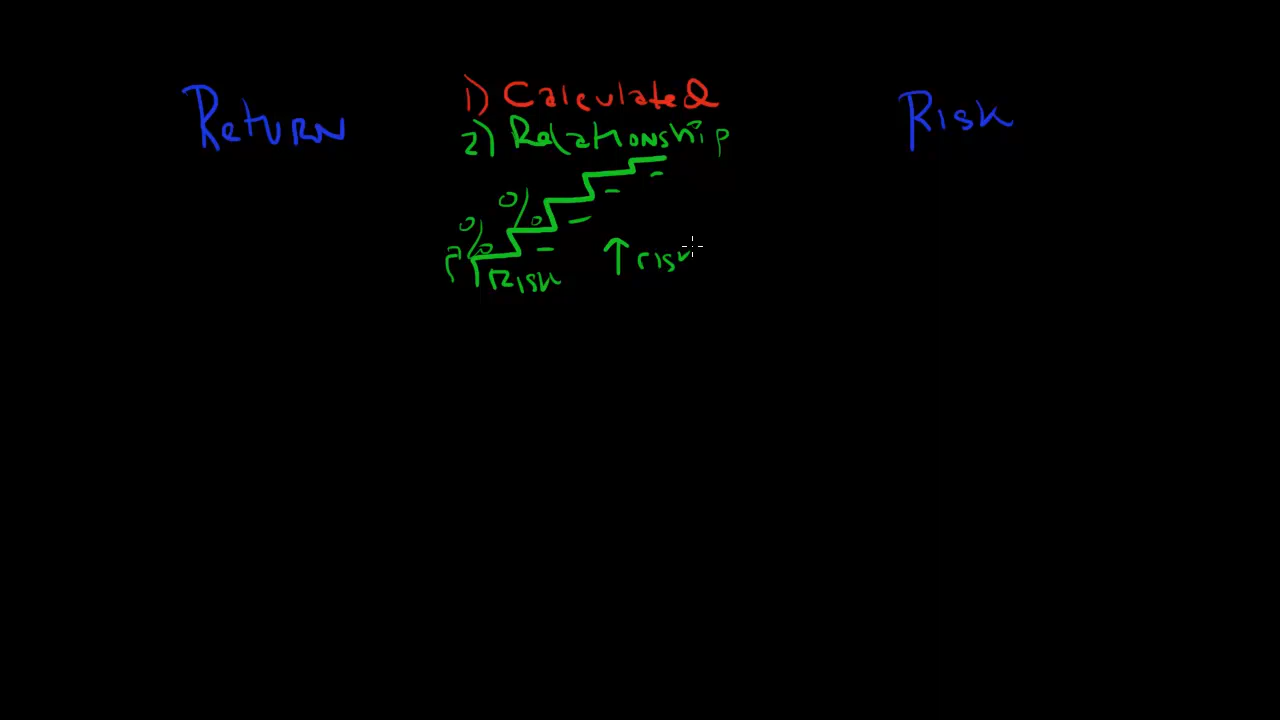 Return
1) Calculated
2) Relationship
Risk
%
%
Risk
↑ risk